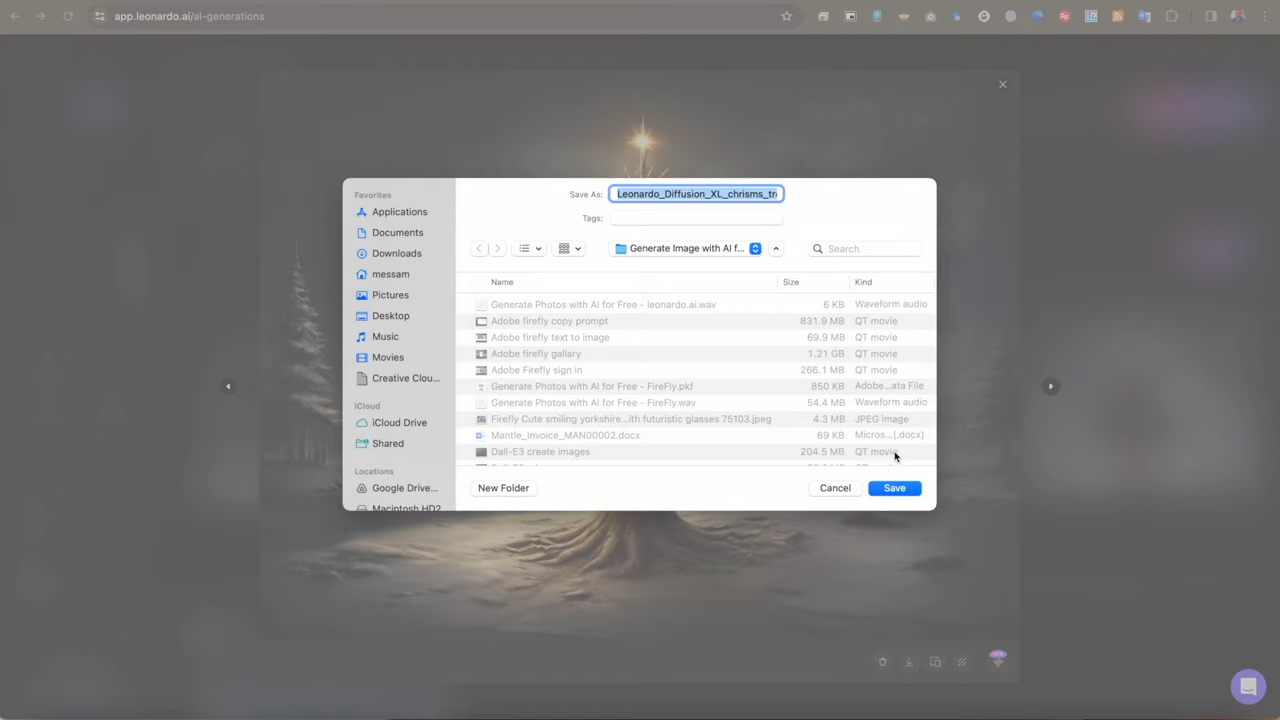 app.leonardo.ai/ai-generations
Favorites
Applications
Documents
Downloads
messam
Pictures
Desktop
Music
Movies
Creative Clou...
iCloud
iCloud Drive
Shared
Locations
Google Drive...
Macintosh HD2
Save As: Leonardo_Diffusion_XL_chrisms_tr
Tags:
Generate Image with AI f...
Search
Name Size Kind
Generate Photos with AI for Free - leonardo.ai.wav 6 KB Waveform audio
Adobe firefly copy prompt 831.9 MB QT movie
Adobe firefly text to image 69.9 MB QT movie
Adobe firefly gallary 1.21 GB QT movie
Adobe Firefly sign in 266.1 MB QT movie
Generate Photos with AI for Free - FireFly.pkf 850 KB Adobe...ata File
Generate Photos with AI for Free - FireFly.wav 54.4 MB Waveform audio
Firefly Cute smiling yorkshire...ith futuristic glasses 75103.jpeg 4.3 MB JPEG image
Mantle_Invoice_MAN00002.docx 69 KB Micros...(.docx)
Dall-E3 create images 204.5 MB QT movie
New Folder Cancel Save